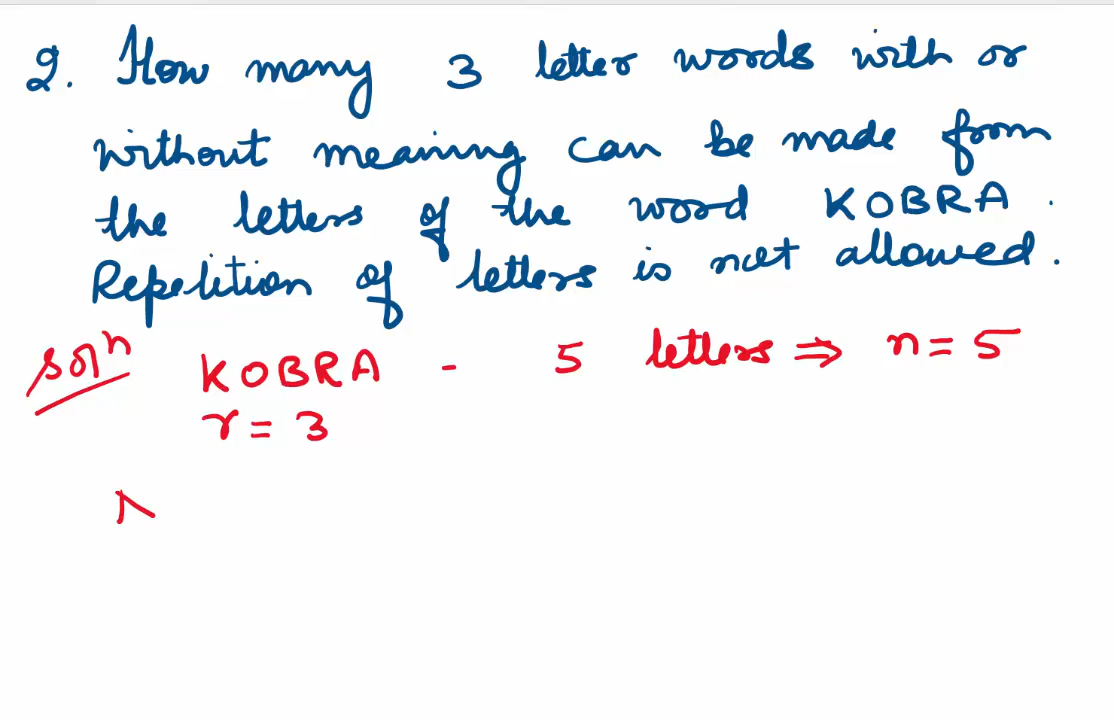 2. How many 3 letter words with or
without meaning can be made from
the letters of the word KOBRA.
Repetition of letters is not allowed.
Solⁿ KOBRA - 5 letters ⇒ n = 5
r = 3